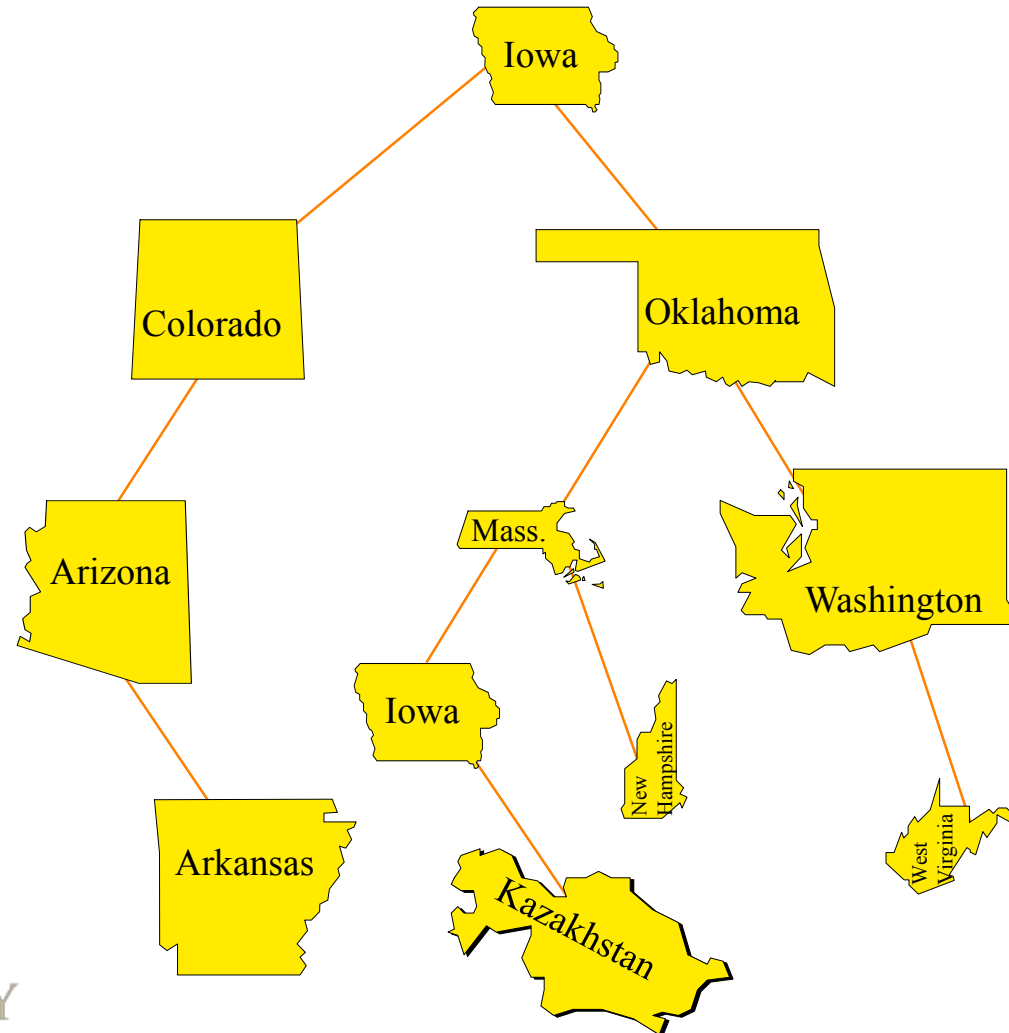 Iowa
Colorado
Oklahoma
Mass.
Arizona
Washington
Iowa
New
Hampshire
West
Virginia
Arkansas
Kazakhstan
Y